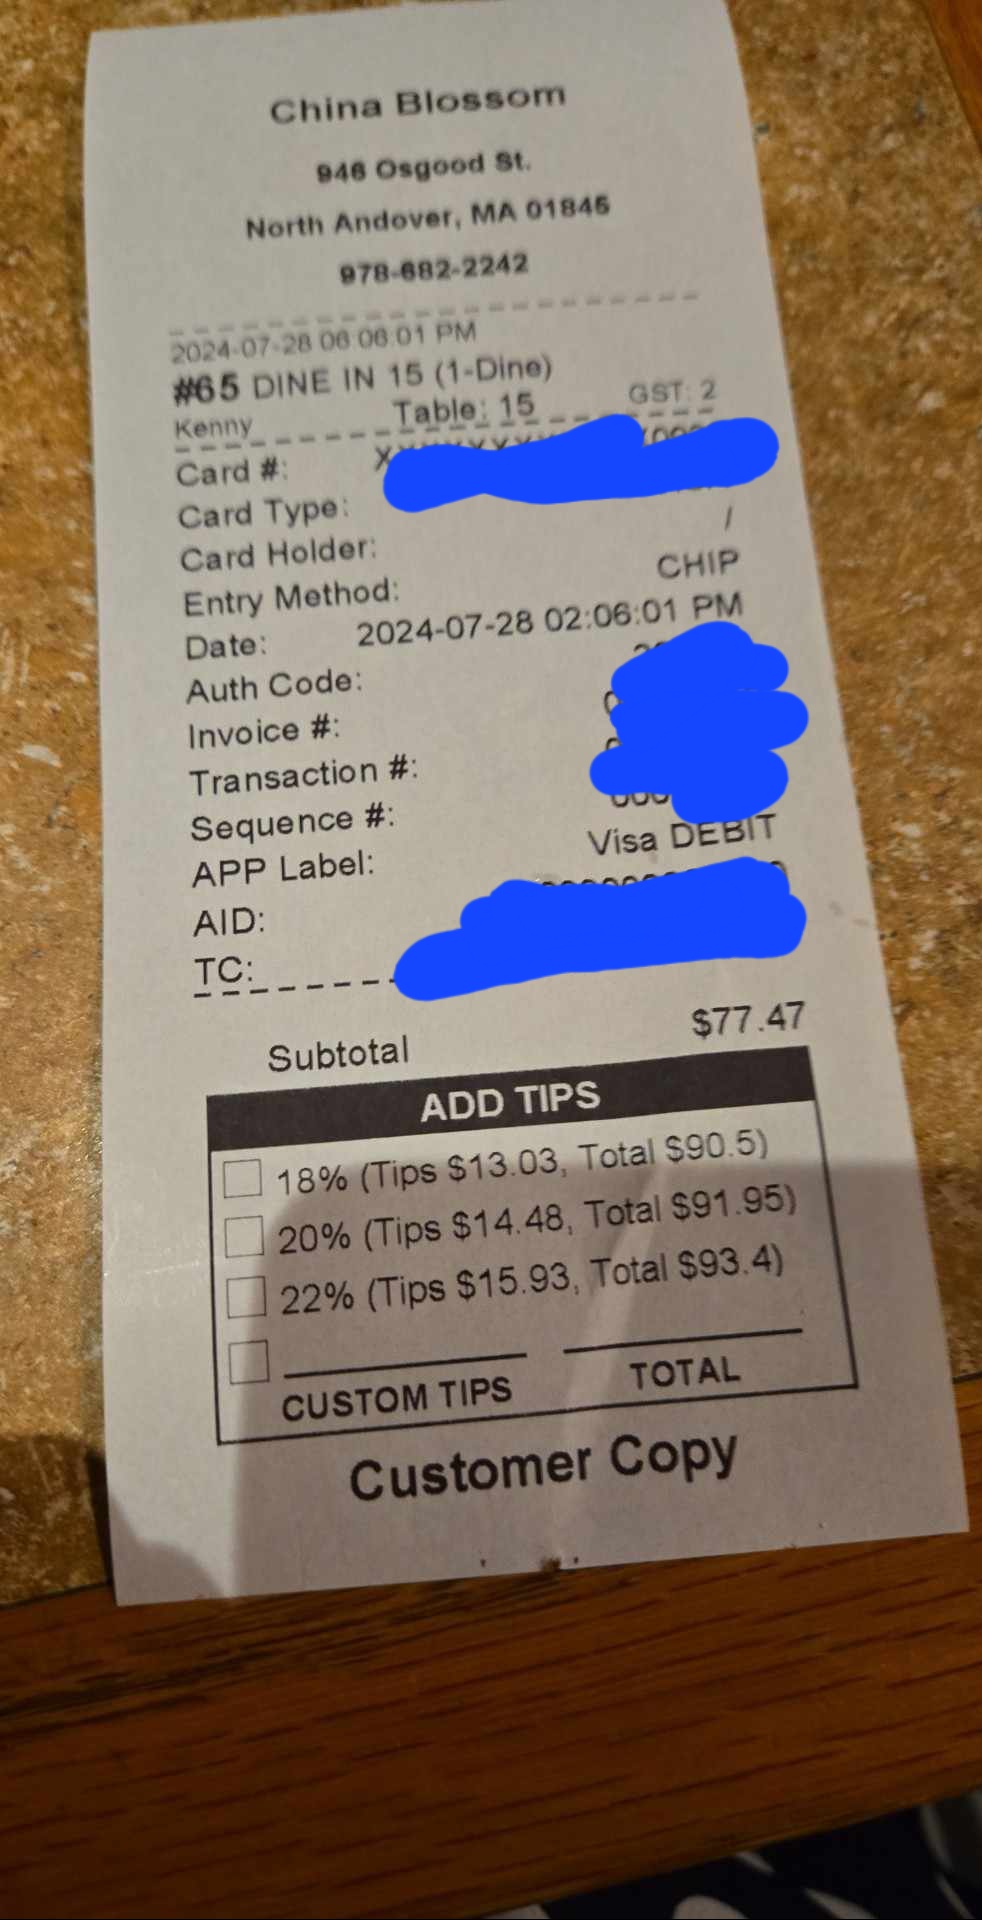 China Blossom
946 Osgood St.
North Andover, MA 01845
978-682-2242
2024-07-28 06:06:01 PM
#65 DINE IN 15 (1-Dine)
Kenny Table: 15 GST: 2
Card #:
Card Type:
Card Holder: /
Entry Method: CHIP
Date: 2024-07-28 02:06:01 PM
Auth Code:
Invoice #:
Transaction #:
Sequence #:
APP Label: Visa DEBIT
AID:
TC:
Subtotal $77.47
ADD TIPS
18% (Tips $13.03, Total $90.5)
20% (Tips $14.48, Total $91.95)
22% (Tips $15.93, Total $93.4)
CUSTOM TIPS TOTAL
Customer Copy